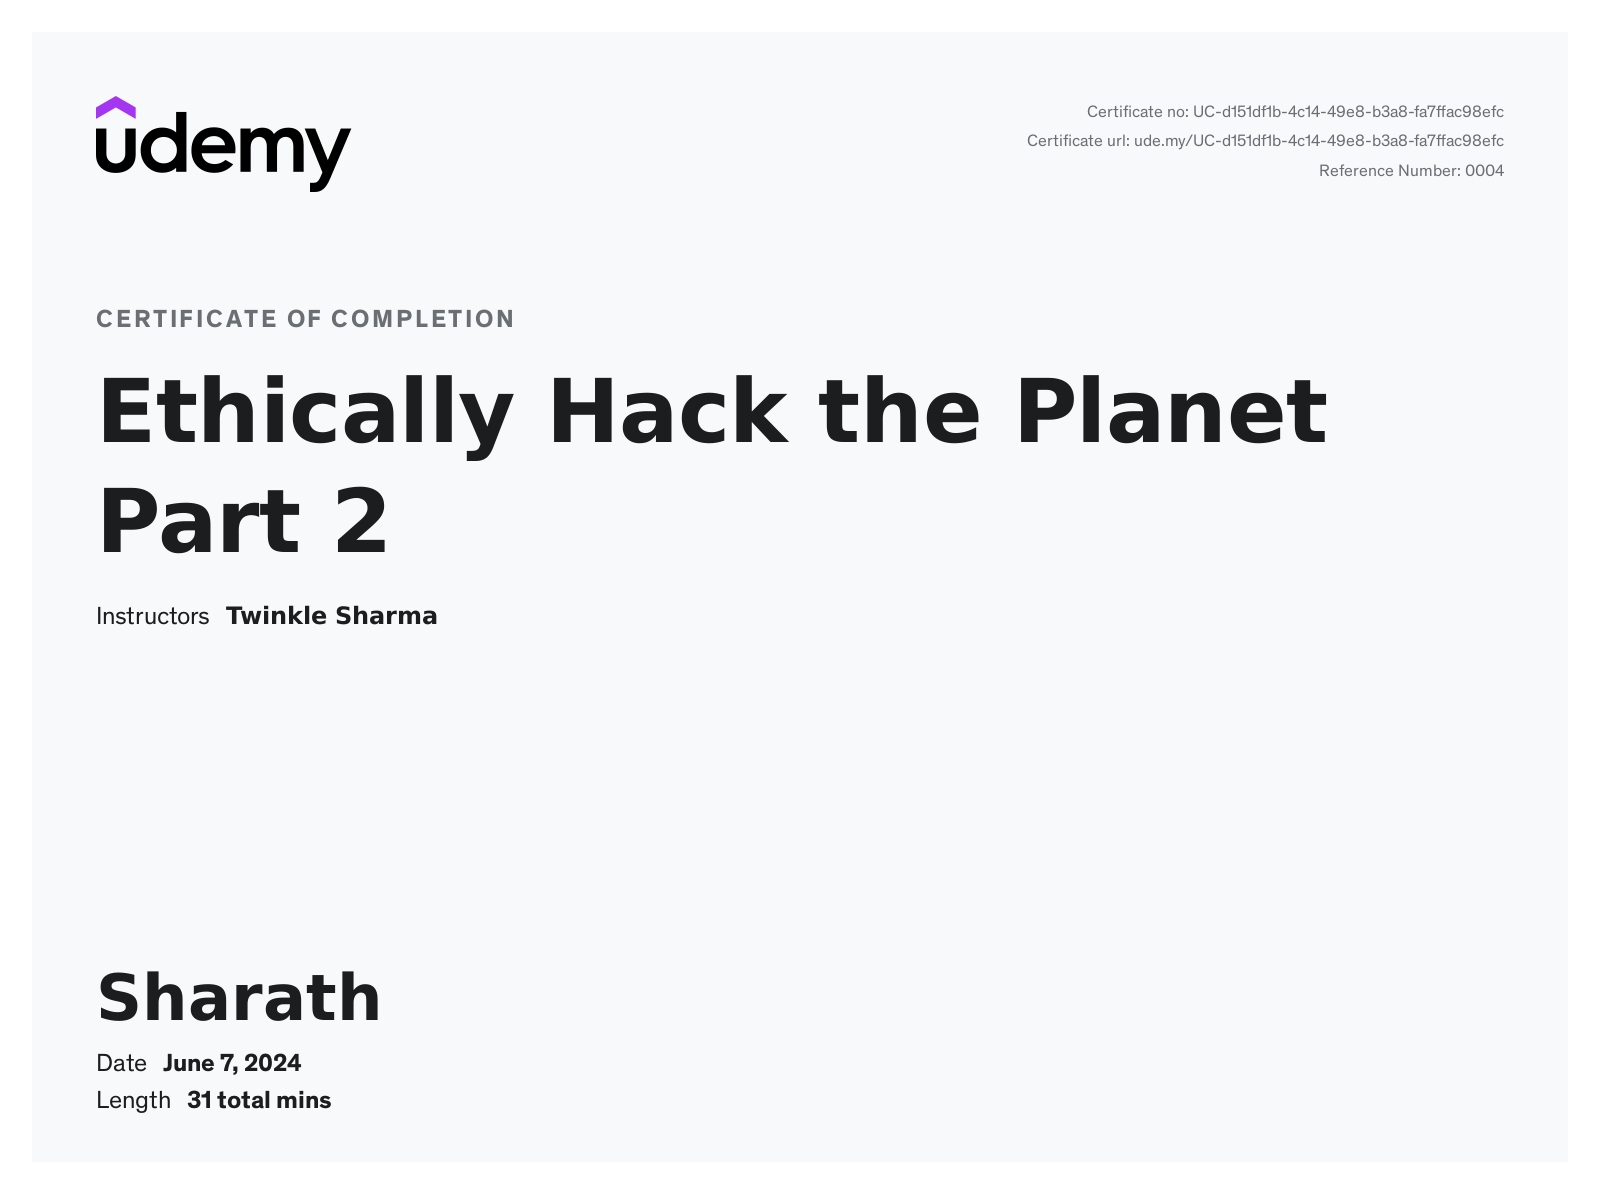 udemy
Certificate no: UC-d151df1b-4c14-49e8-b3a8-fa7ffac98efc
Certificate url: ude.my/UC-d151df1b-4c14-49e8-b3a8-fa7ffac98efc
Reference Number: 0004
CERTIFICATE OF COMPLETION
Ethically Hack the Planet
Part 2
Instructors Twinkle Sharma
Sharath
Date June 7, 2024
Length 31 total mins